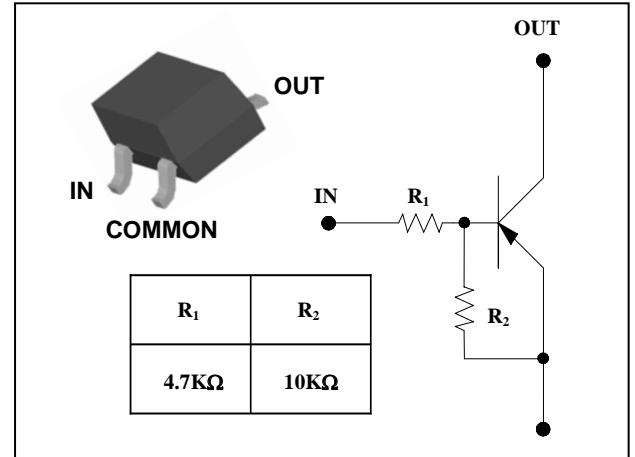 OUT
OUT
IN
COMMON
IN
R₁
R₂
R₁ R₂
4.7KΩ 10KΩ